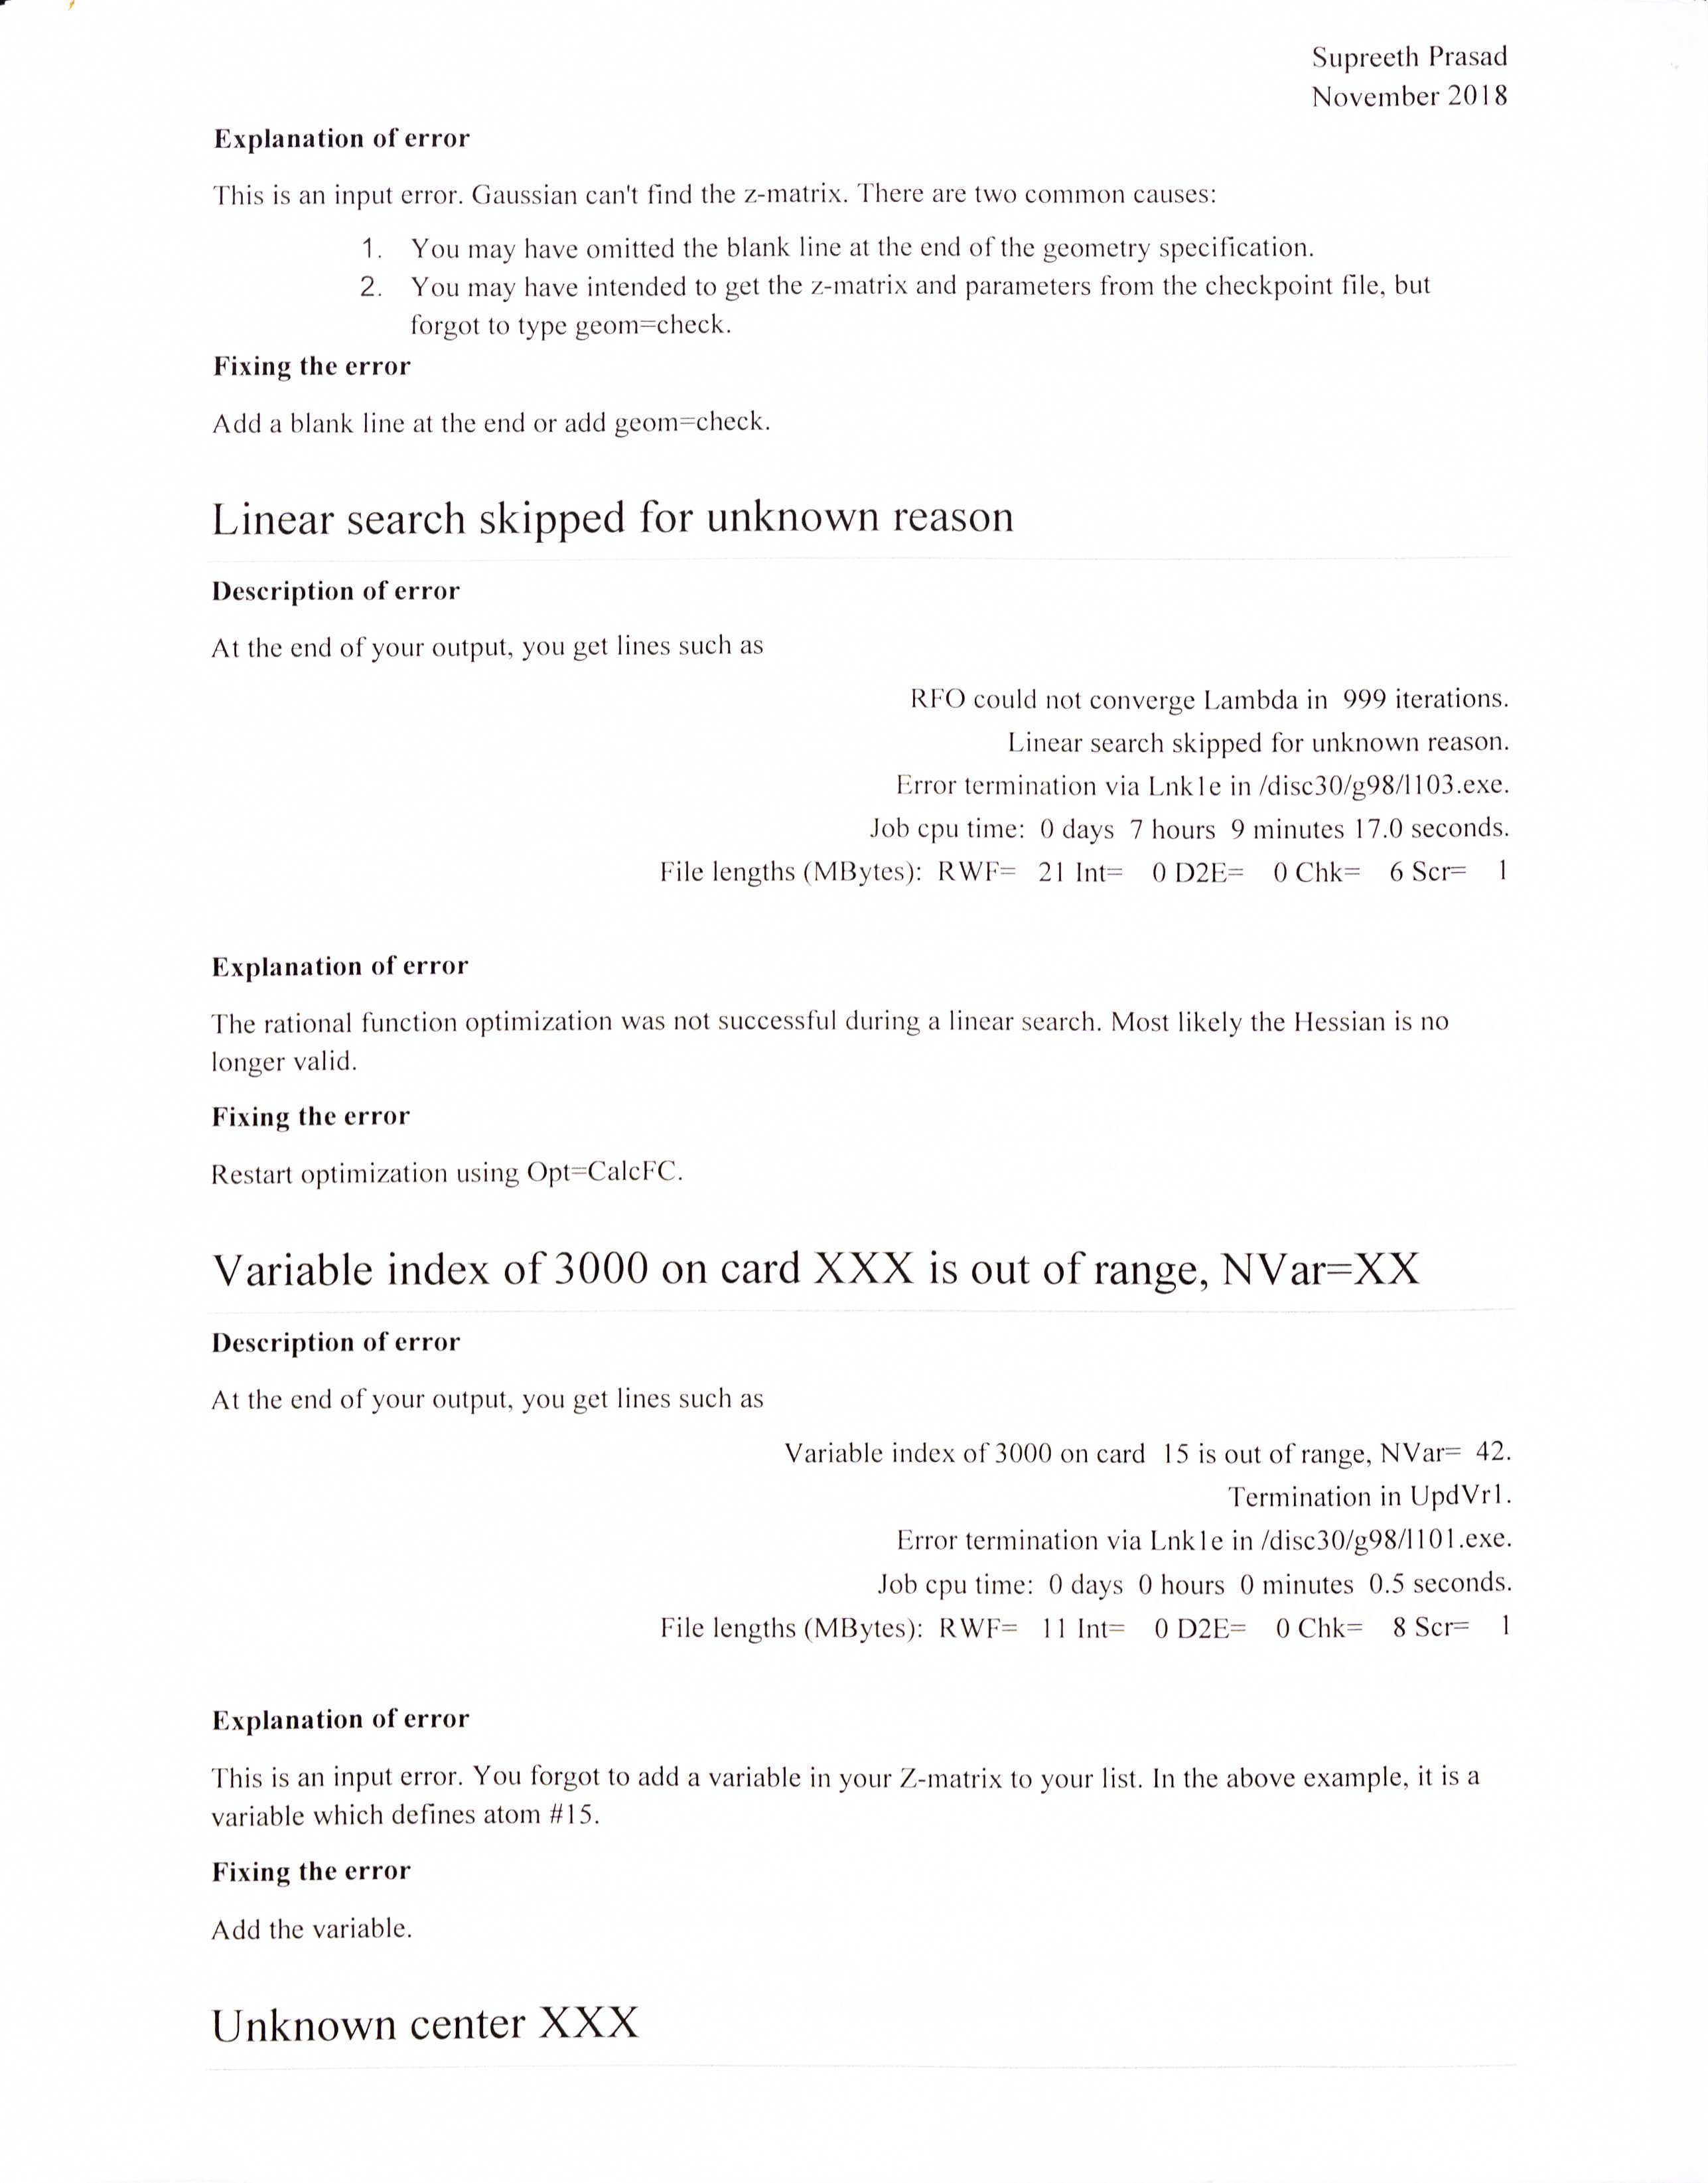 Supreeth Prasad
November 2018
Explanation of error
This is an input error. Gaussian can't find the z-matrix. There are two common causes:
1. You may have omitted the blank line at the end of the geometry specification.
2. You may have intended to get the z-matrix and parameters from the checkpoint file, but
forgot to type geom=check.
Fixing the error
Add a blank line at the end or add geom=check.
Linear search skipped for unknown reason
Description of error
At the end of your output, you get lines such as
RFO could not converge Lambda in 999 iterations.
Linear search skipped for unknown reason.
Error termination via Lnk1e in /disc30/g98/l103.exe.
Job cpu time: 0 days 7 hours 9 minutes 17.0 seconds.
File lengths (MBytes): RWF= 21 Int= 0 D2E= 0 Chk= 6 Scr= 1
Explanation of error
The rational function optimization was not successful during a linear search. Most likely the Hessian is no
longer valid.
Fixing the error
Restart optimization using Opt=CalcFC.
Variable index of 3000 on card XXX is out of range, NVar=XX
Description of error
At the end of your output, you get lines such as
Variable index of 3000 on card 15 is out of range, NVar= 42.
Termination in UpdVr1.
Error termination via Lnk1e in /disc30/g98/l101.exe.
Job cpu time: 0 days 0 hours 0 minutes 0.5 seconds.
File lengths (MBytes): RWF= 11 Int= 0 D2E= 0 Chk= 8 Scr= 1
Explanation of error
This is an input error. You forgot to add a variable in your Z-matrix to your list. In the above example, it is a
variable which defines atom #15.
Fixing the error
Add the variable.
Unknown center XXX